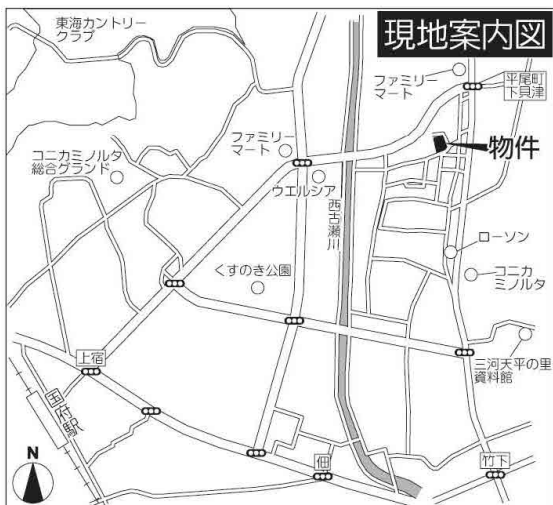 東海カントリー
クラブ
現地案内図
ファミリー
マート
平尾町
下貝津
物件
コニカミノルタ
総合グランド
ファミリー
マート
ウエルシア
西古瀬川
くすのき公園
ローソン
コニカ
ミノルタ
上宿
三河天平の里
資料館
国府駅
N
佃
竹下